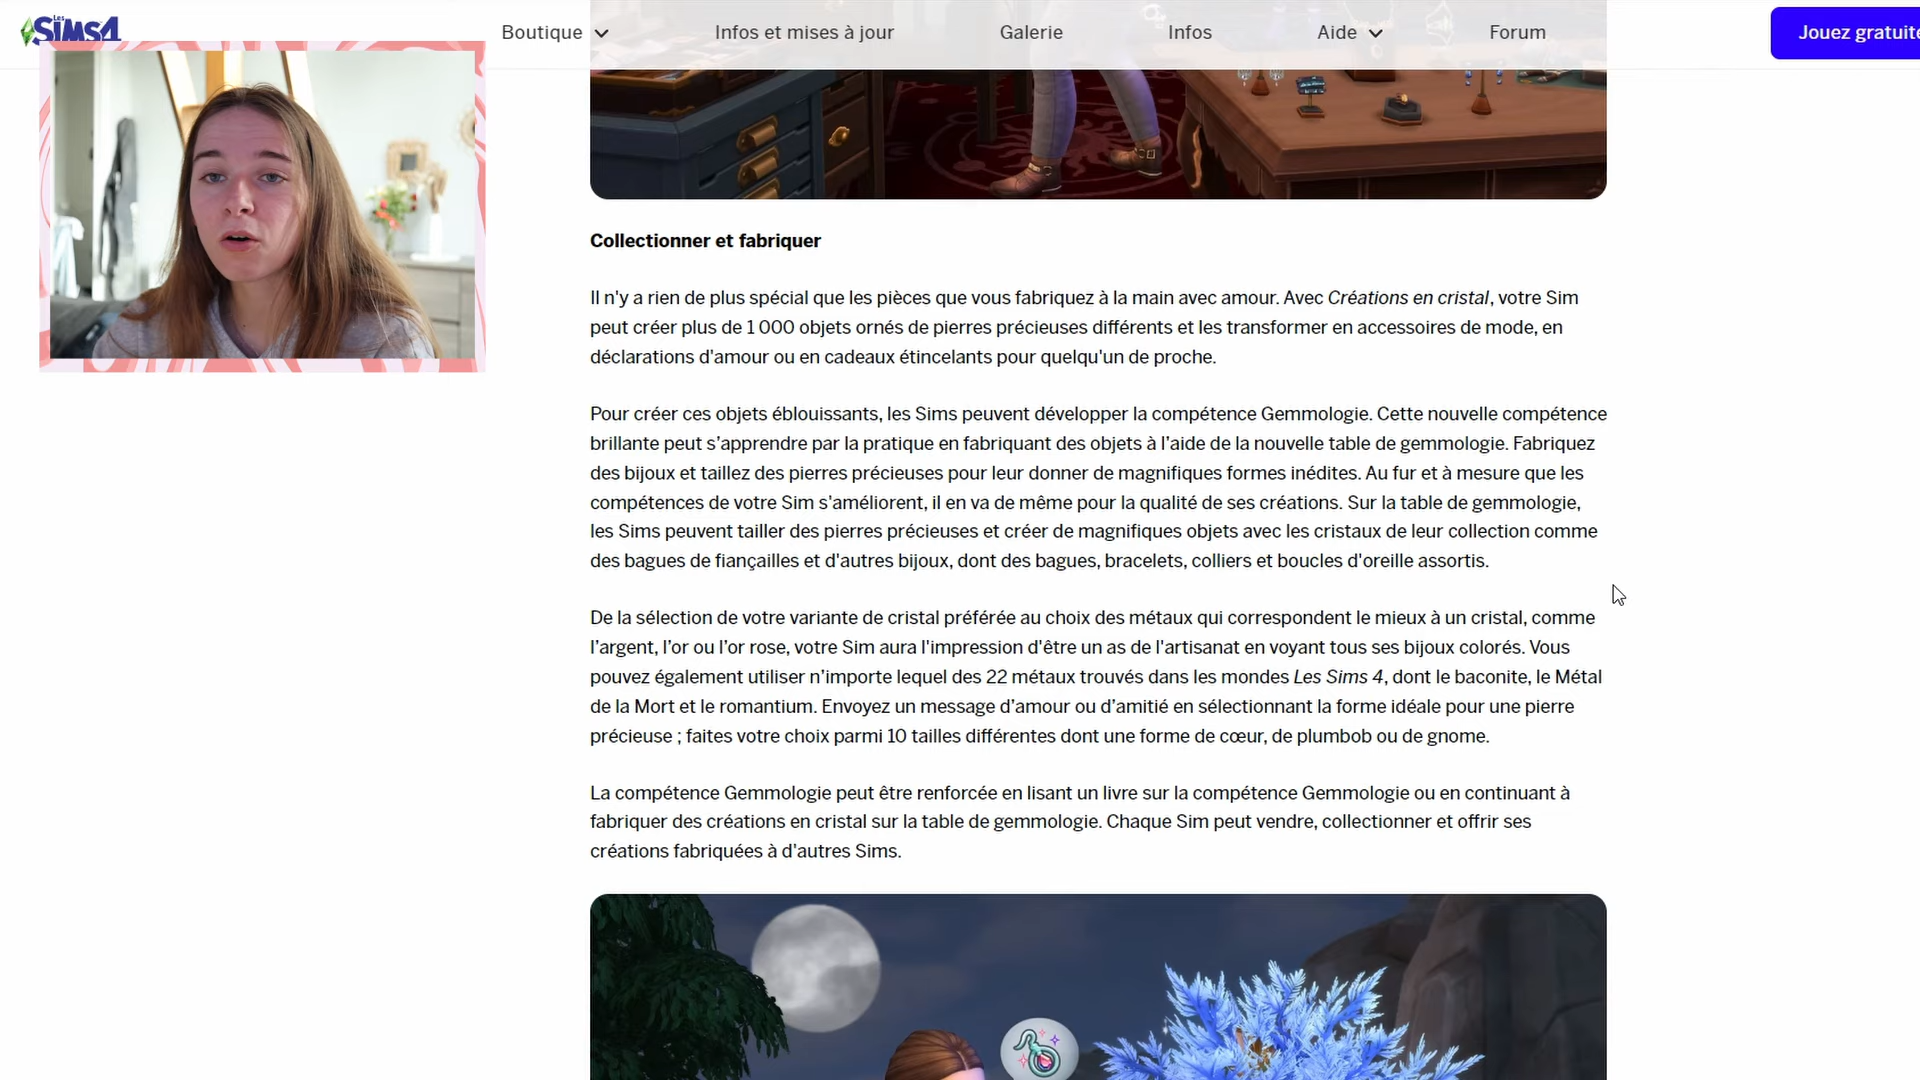 Les SiMS4
Boutique
Infos et mises à jour
Galerie
Infos
Aide
Forum
Jouez gratuite
Collectionner et fabriquer
Il n'y a rien de plus spécial que les pièces que vous fabriquez à la main avec amour. Avec Créations en cristal, votre Sim
peut créer plus de 1 000 objets ornés de pierres précieuses différents et les transformer en accessoires de mode, en
déclarations d'amour ou en cadeaux étincelants pour quelqu'un de proche.
Pour créer ces objets éblouissants, les Sims peuvent développer la compétence Gemmologie. Cette nouvelle compétence
brillante peut s’apprendre par la pratique en fabriquant des objets à l’aide de la nouvelle table de gemmologie. Fabriquez
des bijoux et taillez des pierres précieuses pour leur donner de magnifiques formes inédites. Au fur et à mesure que les
compétences de votre Sim s'améliorent, il en va de même pour la qualité de ses créations. Sur la table de gemmologie,
les Sims peuvent tailler des pierres précieuses et créer de magnifiques objets avec les cristaux de leur collection comme
des bagues de fiançailles et d'autres bijoux, dont des bagues, bracelets, colliers et boucles d'oreille assortis.
De la sélection de votre variante de cristal préférée au choix des métaux qui correspondent le mieux à un cristal, comme
l’argent, l’or ou l’or rose, votre Sim aura l'impression d'être un as de l'artisanat en voyant tous ses bijoux colorés. Vous
pouvez également utiliser n’importe lequel des 22 métaux trouvés dans les mondes Les Sims 4, dont le baconite, le Métal
de la Mort et le romantium. Envoyez un message d’amour ou d’amitié en sélectionnant la forme idéale pour une pierre
précieuse ; faites votre choix parmi 10 tailles différentes dont une forme de cœur, de plumbob ou de gnome.
La compétence Gemmologie peut être renforcée en lisant un livre sur la compétence Gemmologie ou en continuant à
fabriquer des créations en cristal sur la table de gemmologie. Chaque Sim peut vendre, collectionner et offrir ses
créations fabriquées à d'autres Sims.